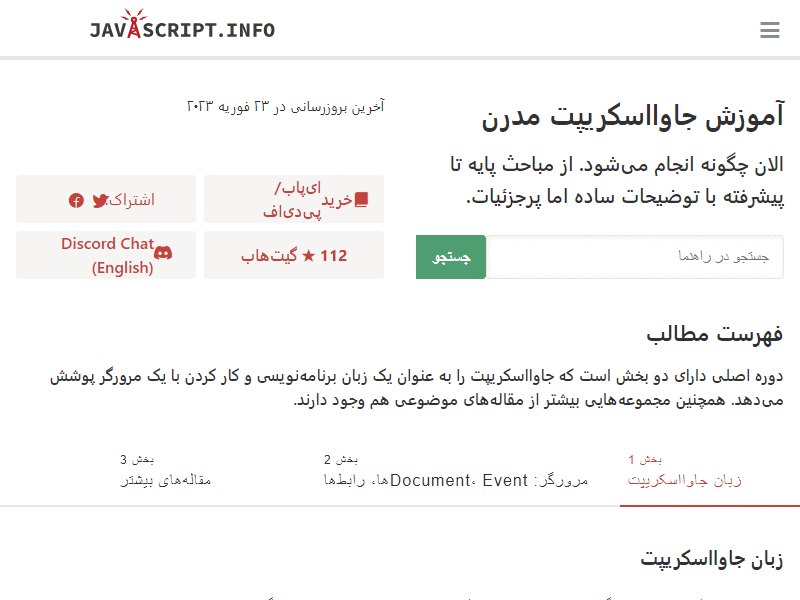 JAVASCRIPT.INFO
آموزش جاوااسکریپت مدرن
الان چگونه انجام می‌شود. از مباحث پایه تا
پیشرفته با توضیحات ساده اما پرجزئیات.
جستجو در راهنما
جستجو
آخرین بروزرسانی در ۲۳ فوریه ۲۰۲۳
خرید ای‌پاب/
پی‌دی‌اف
اشتراک:
112 ★ گیت‌هاب
Discord Chat
(English)
فهرست مطالب
دوره اصلی دارای دو بخش است که جاوااسکریپت را به عنوان یک زبان برنامه‌نویسی و کار کردن با یک مرورگر پوشش
می‌دهد. همچنین مجموعه‌هایی بیشتر از مقاله‌های موضوعی هم وجود دارند.
بخش 1
زبان جاوااسکریپت
بخش 2
مرورگر: Document، Eventها، رابط‌ها
بخش 3
مقاله‌های بیشتر
زبان جاوااسکریپت